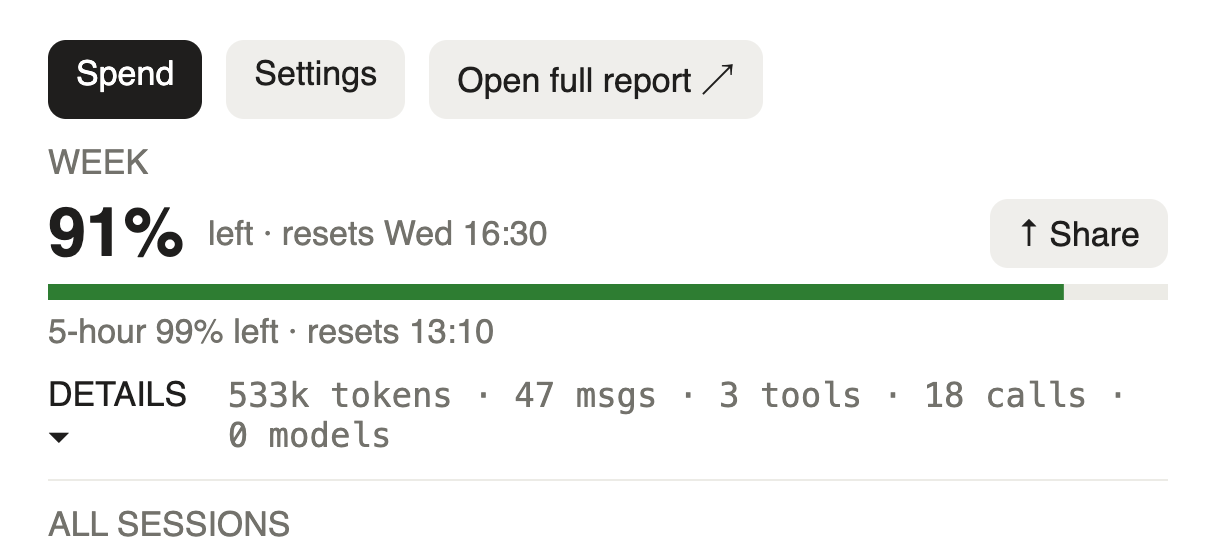 Spend Settings Open full report ↗
WEEK
91% left · resets Wed 16:30 ↑ Share
5-hour 99% left · resets 13:10
DETAILS 533k tokens · 47 msgs · 3 tools · 18 calls ·
▾ 0 models
ALL SESSIONS